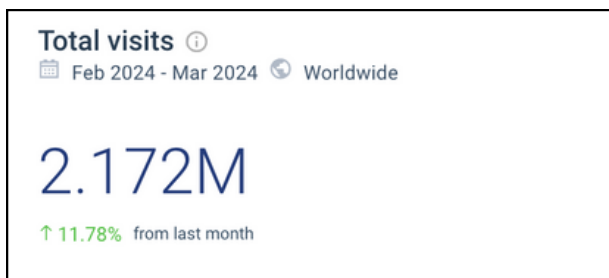 Total visits
Feb 2024 - Mar 2024 Worldwide
2.172M
↑ 11.78% from last month